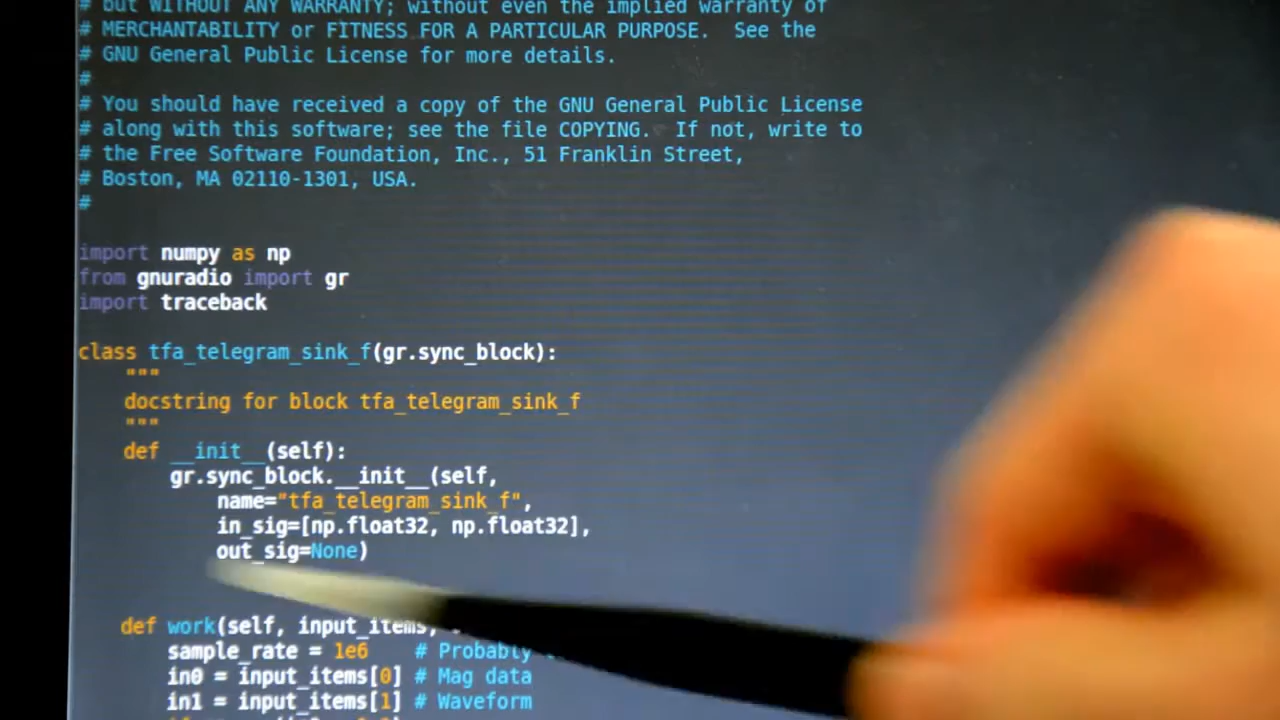 # but WITHOUT ANY WARRANTY; without even the implied warranty of
# MERCHANTABILITY or FITNESS FOR A PARTICULAR PURPOSE.  See the
# GNU General Public License for more details.
#
# You should have received a copy of the GNU General Public License
# along with this software; see the file COPYING.  If not, write to
# the Free Software Foundation, Inc., 51 Franklin Street,
# Boston, MA 02110-1301, USA.
#
import numpy as np
from gnuradio import gr
import traceback
class tfa_telegram_sink_f(gr.sync_block):
"""
docstring for block tfa_telegram_sink_f
"""
def __init__(self):
gr.sync_block.__init__(self,
name="tfa_telegram_sink_f",
in_sig=[np.float32, np.float32],
out_sig=None)
def work(self, input_items,
sample_rate = 1e6    # Probably
in0 = input_items[0] # Mag data
in1 = input_items[1] # Waveform